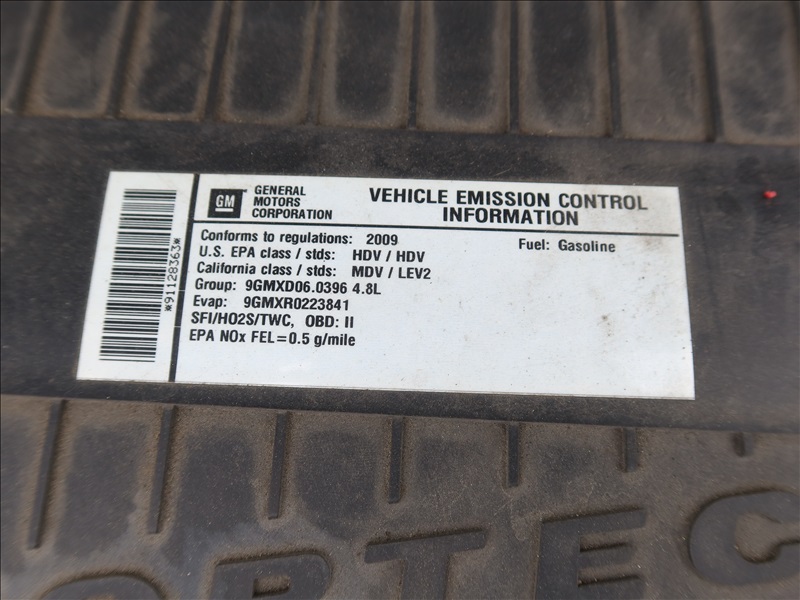 GM
GENERAL
MOTORS
CORPORATION
VEHICLE EMISSION CONTROL
INFORMATION
Conforms to regulations: 2009
Fuel: Gasoline
U.S. EPA class / stds: HDV / HDV
California class / stds: MDV / LEV2
Group: 9GMXD06.0396 4.8L
Evap: 9GMXR0223841
SFI/HO2S/TWC, OBD: II
EPA NOx FEL=0.5 g/mile
*91128363*
ORTEC